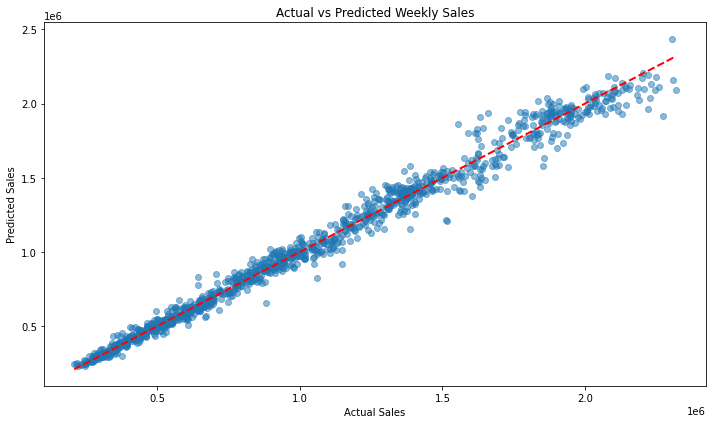 Actual vs Predicted Weekly Sales
1e6
2.5
2.0
1.5
1.0
0.5
Predicted Sales
0.5 1.0 1.5 2.0
1e6
Actual Sales